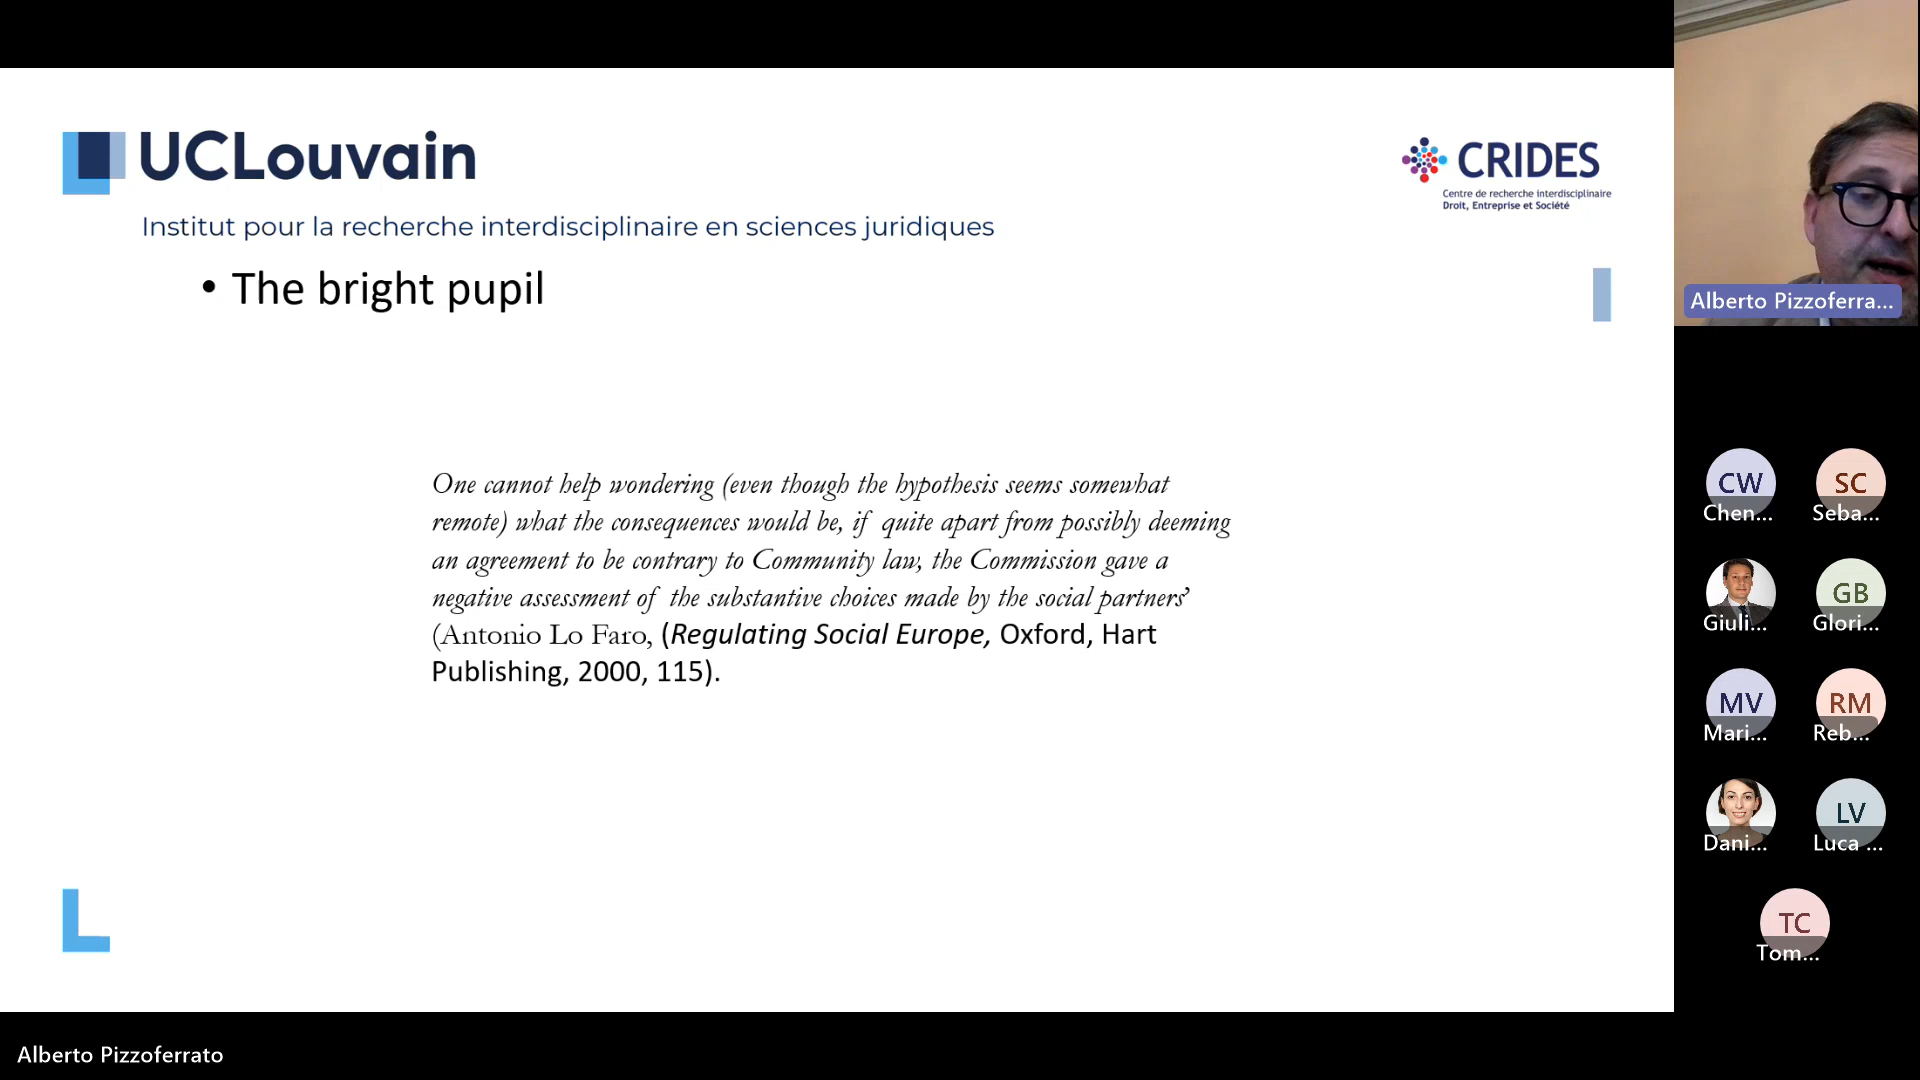 UCLouvain
CRIDES
Centre de recherche interdisciplinaire
Droit, Entreprise et Société
Institut pour la recherche interdisciplinaire en sciences juridiques
• The bright pupil
One cannot help wondering (even though the hypothesis seems somewhat
remote) what the consequences would be, if quite apart from possibly deeming
an agreement to be contrary to Community law, the Commission gave a
negative assessment of the substantive choices made by the social partners’
(Antonio Lo Faro, (Regulating Social Europe, Oxford, Hart
Publishing, 2000, 115).
Alberto Pizzoferra...
CW
Chen...
SC
Seba...
Giuli...
GB
Glori...
MV
Mari...
RM
Reb...
Dani...
LV
Luca ...
TC
Tom...
Alberto Pizzoferrato